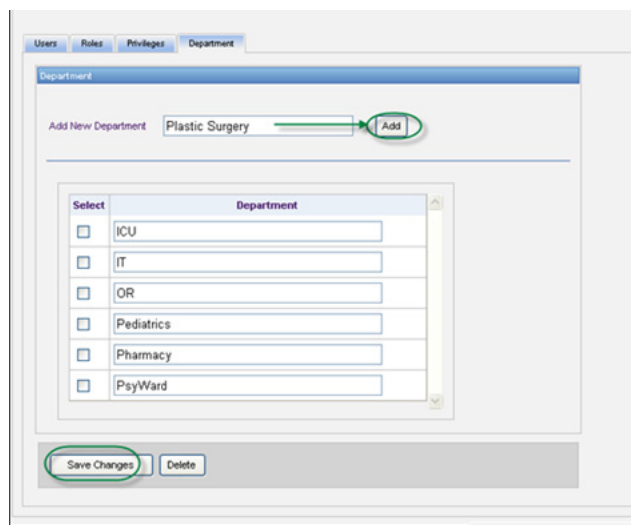 Users Roles Privileges Department
Department
Add New Department Plastic Surgery Add
Select Department
ICU
IT
OR
Pediatrics
Pharmacy
PsyWard
Save Changes Delete